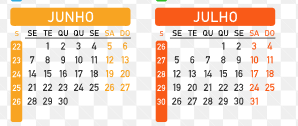 JUNHO
S. SE TE QU QU SE SA DO
22 1 2 3 4 5 6
23 7 8 9 10 11 12 13
24 14 15 16 17 18 19 20
25 21 22 23 24 25 26 27
26 28 29 30
JULHO
S. SE TE QU QU SE SA DO
26 1 2 3 4
27 5 6 7 8 9 10 11
28 12 13 14 15 16 17 18
29 19 20 21 22 23 24 25
30 26 27 28 29 30 31